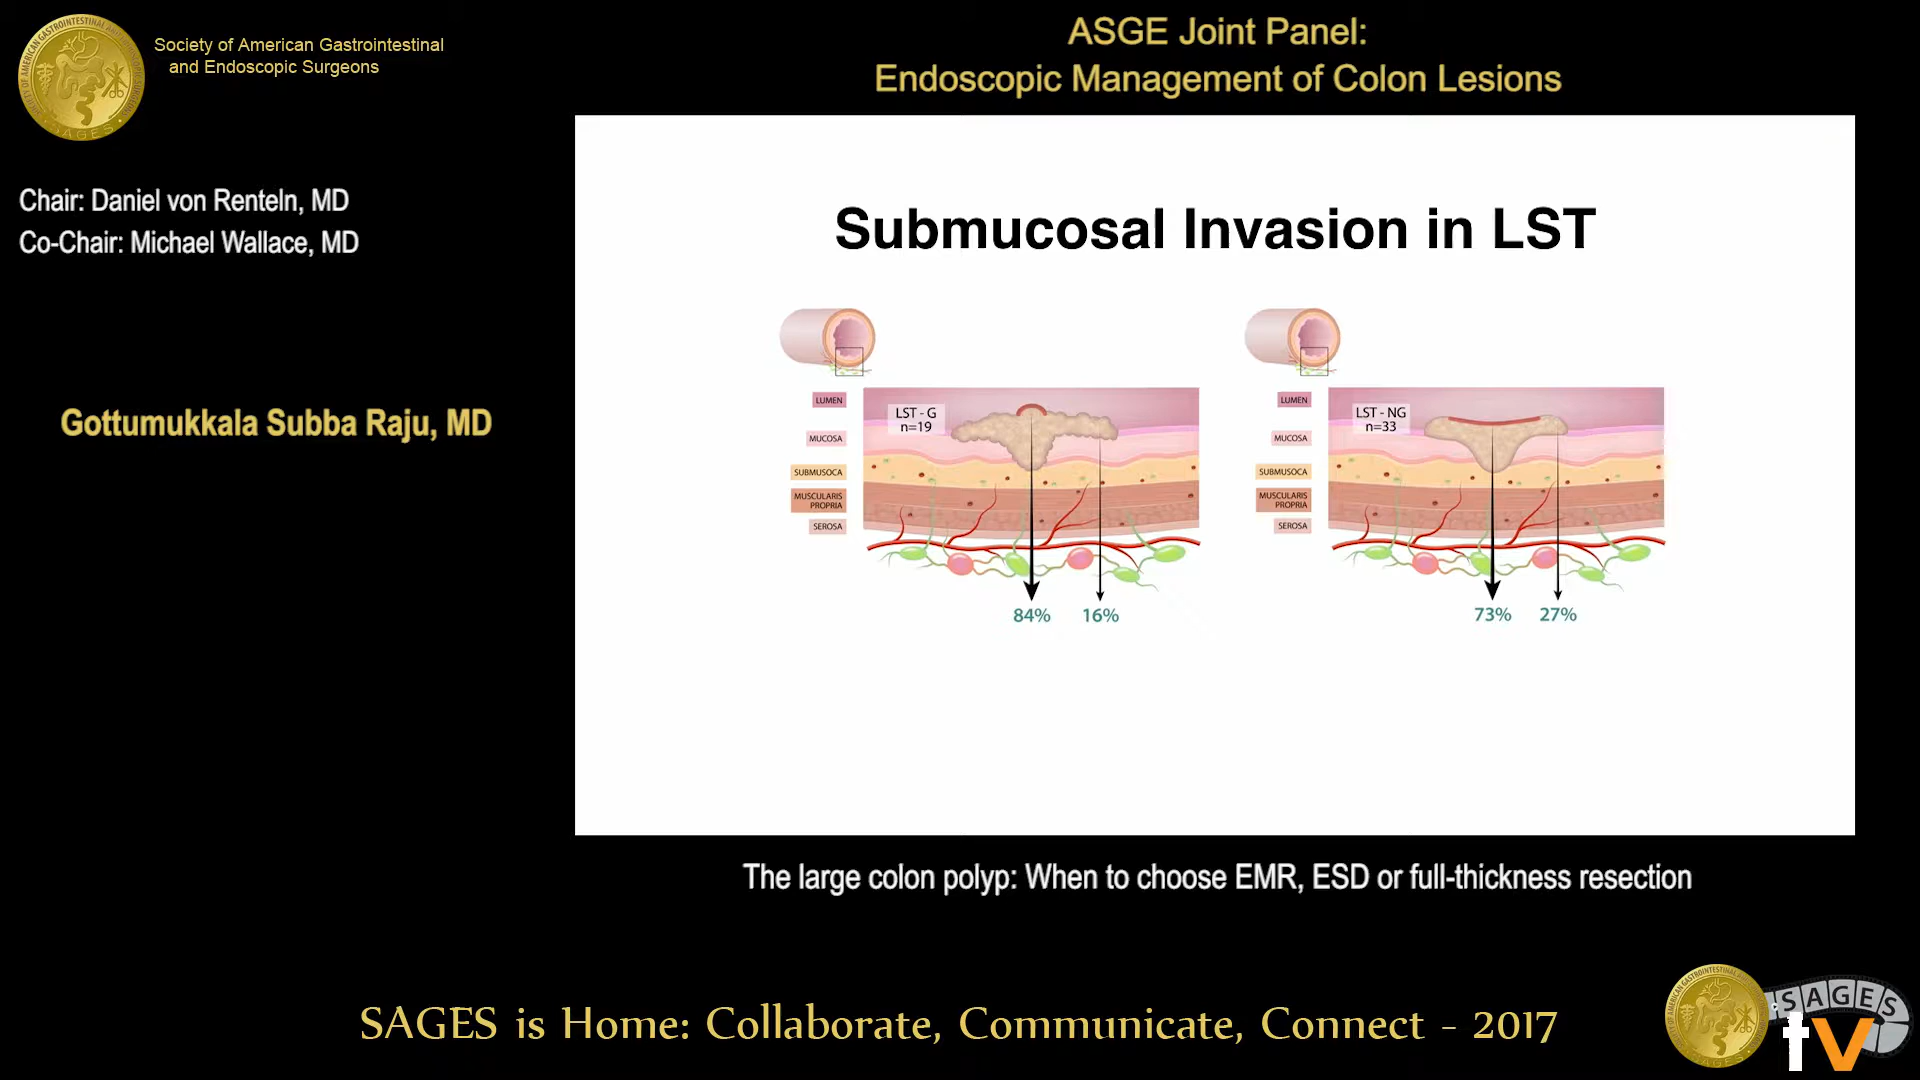 Society of American Gastrointestinal
and Endoscopic Surgeons
ASGE Joint Panel:
Endoscopic Management of Colon Lesions
Chair: Daniel von Renteln, MD
Co-Chair: Michael Wallace, MD
Gottumukkala Subba Raju, MD
Submucosal Invasion in LST
LUMEN
MUCOSA
SUBMUSOCA
MUSCULARIS
PROPRIA
SEROSA
LST - G
n=19
84%
16%
LUMEN
MUCOSA
SUBMUSOCA
MUSCULARIS
PROPRIA
SEROSA
LST - NG
n=33
73%
27%
The large colon polyp: When to choose EMR, ESD or full-thickness resection
SAGES is Home: Collaborate, Communicate, Connect - 2017
SAGES
tv